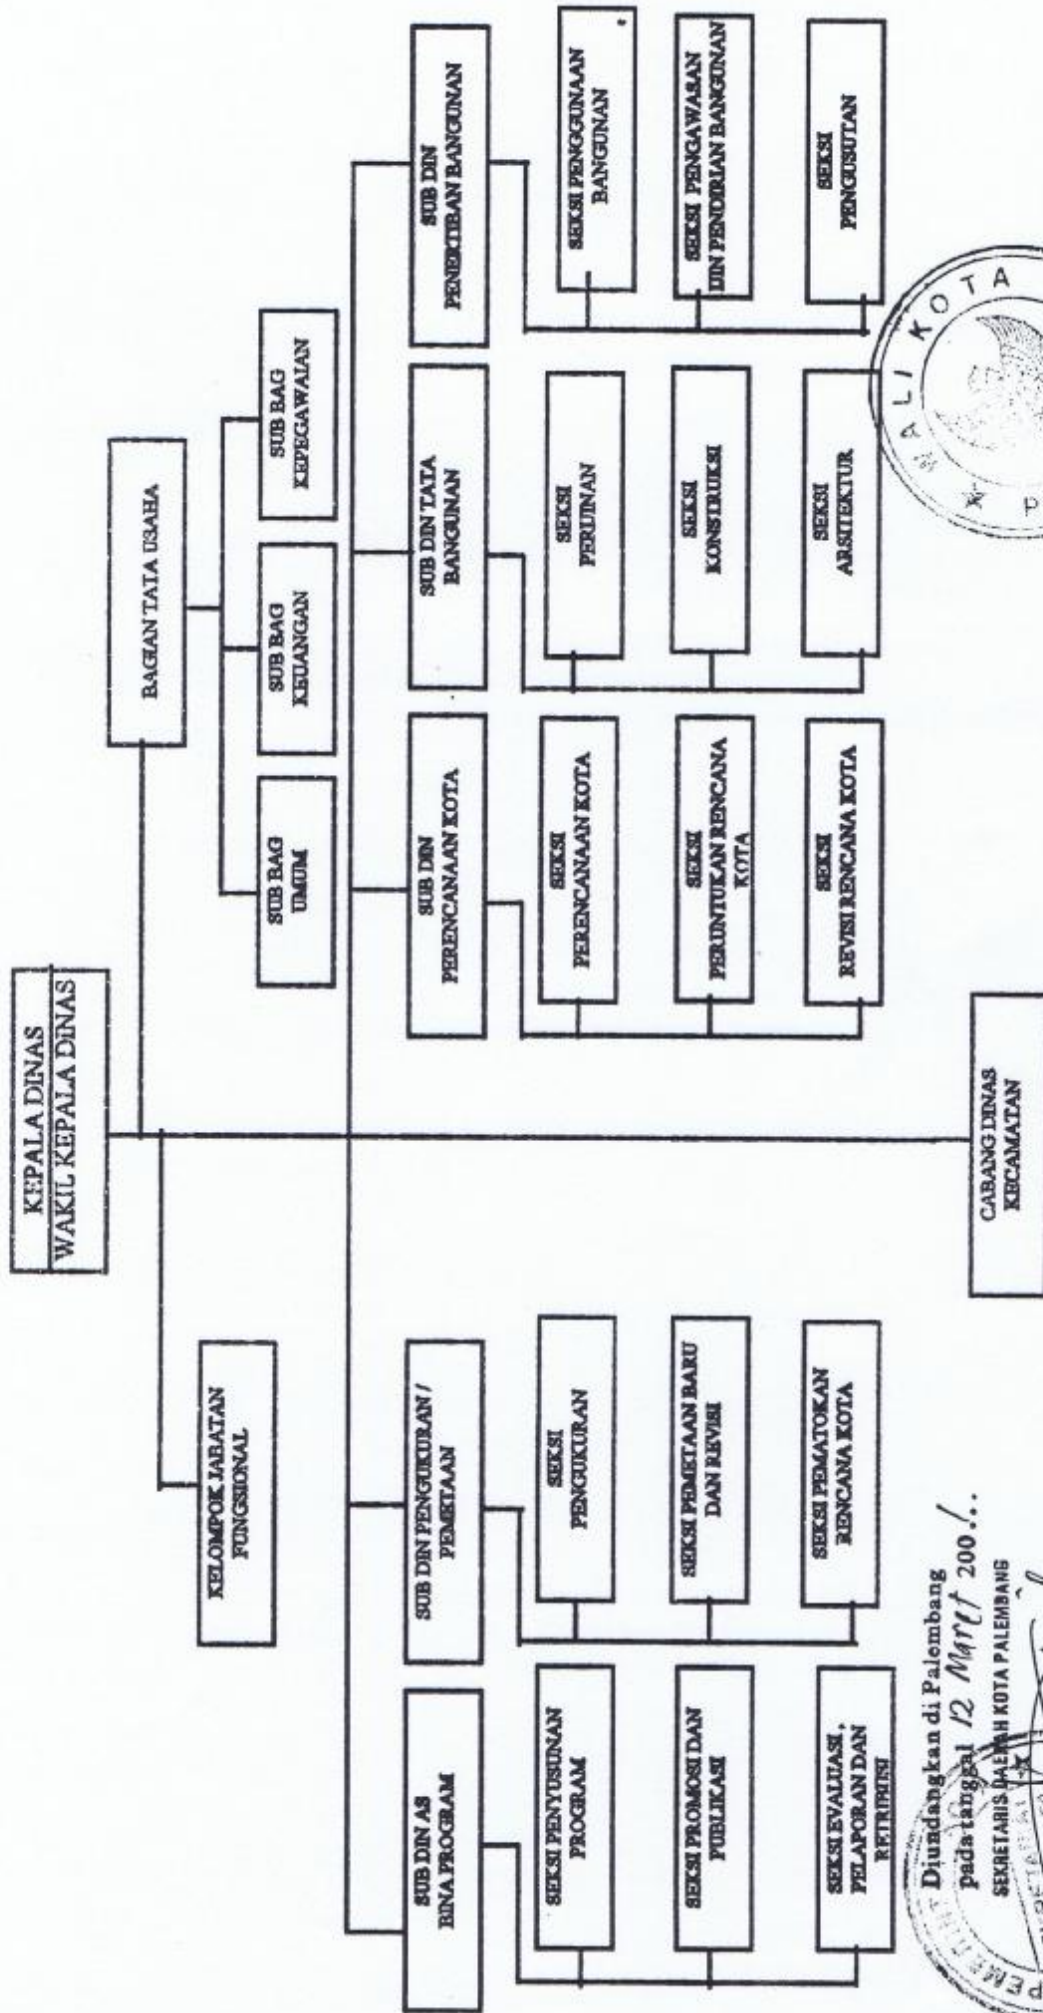 KEPALA DINAS
WAKIL KEPALA DINAS
BAGIAN TATA USAHA
KELOMPOK JABATAN
FUNGSIONAL
SUB BAG
UMUM
SUB BAG
KEUANGAN
SUB BAG
KEPEGAWAIAN
SUB DIN AS
BINA PROGRAM
SUB DIN PENGUKURAN /
PEMETAAN
SUB DIN
PERENCANAAN KOTA
SUB DIN TATA
BANGUNAN
SUB DIN
PENERTIBAN BANGUNAN
SEKSI PENYUSUNAN
PROGRAM
SEKSI
PENGUKURAN
SEKSI
PERENCANAAN KOTA
SEKSI
PERIJINAN
SEKSI PENGGUNAAN
BANGUNAN
SEKSI PROMOSI DAN
PUBLIKASI
SEKSI PEMETAAN BARU
DAN REVISI
SEKSI
PERUNTUKAN RENCANA
KOTA
SEKSI
KONSTRUKSI
SEKSI PENGAWASAN
IJIN PENDIRIAN BANGUNAN
SEKSI EVALUASI,
PELAPORAN DAN
RETRIBUSI
SEKSI PEMATOKAN
RENCANA KOTA
SEKSI
REVISI RENCANA KOTA
SEKSI
ARSITEKTUR
SEKSI
PENGUSUTAN
CABANG DINAS
KECAMATAN
Diundangkan di Palembang
pada tanggal 12 Maret 2001..
SEKRETARIS DAERAH KOTA PALEMBANG
WALI KOTA P